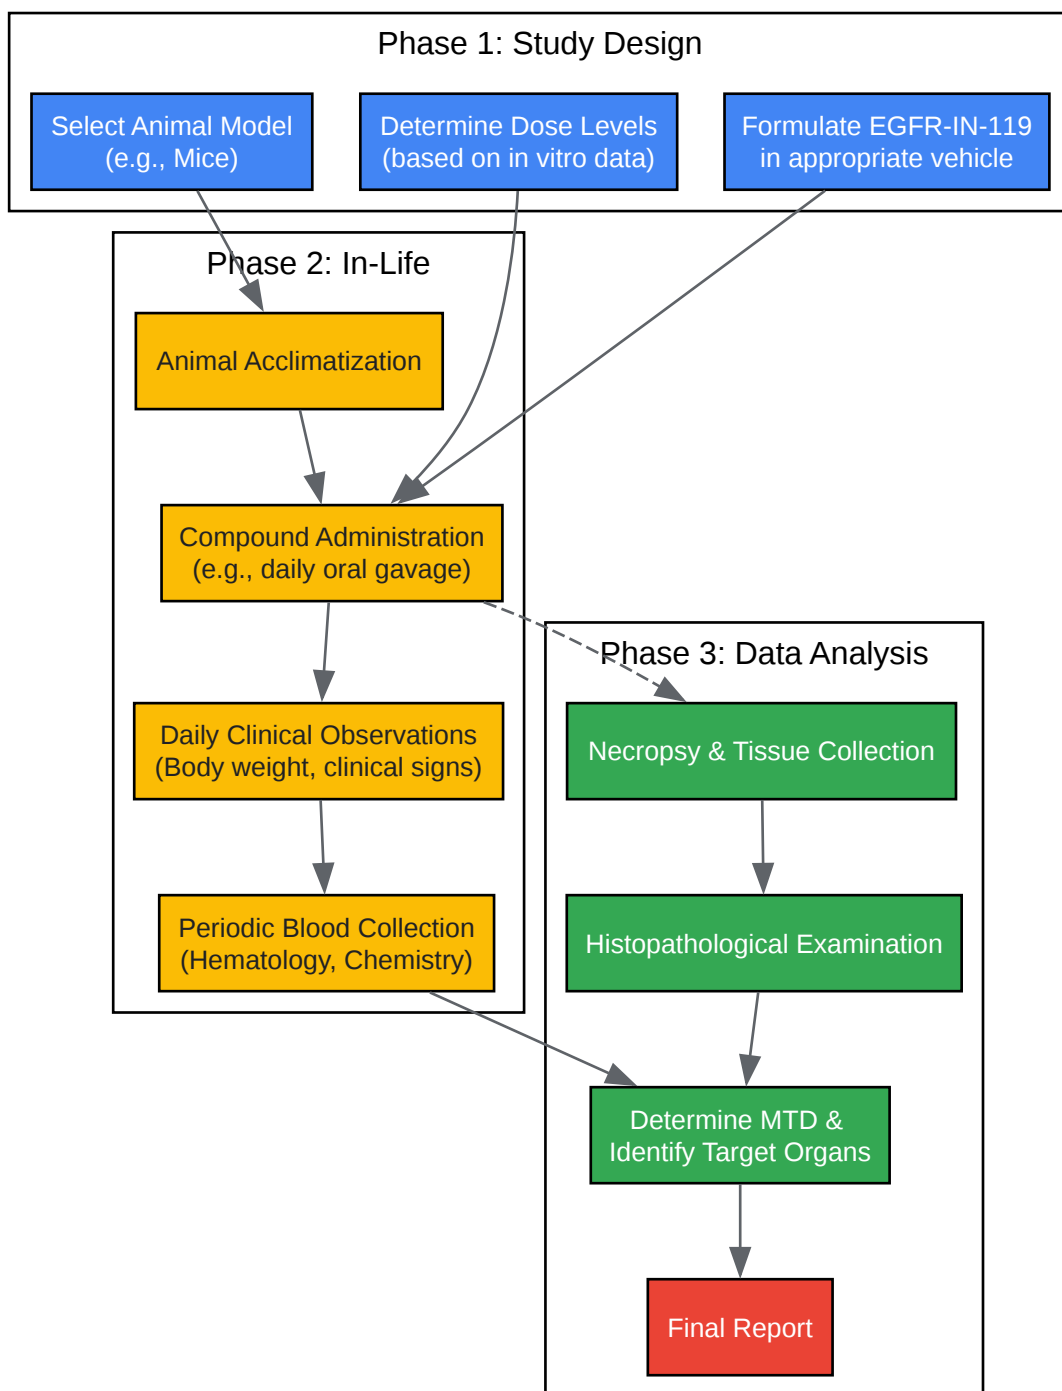 Phase 1: Study Design
Select Animal Model
(e.g., Mice)
Determine Dose Levels
(based on in vitro data)
Formulate EGFR-IN-119
in appropriate vehicle
Phase 2: In-Life
Animal Acclimatization
Compound Administration
(e.g., daily oral gavage)
Daily Clinical Observations
(Body weight, clinical signs)
Periodic Blood Collection
(Hematology, Chemistry)
Phase 3: Data Analysis
Necropsy & Tissue Collection
Histopathological Examination
Determine MTD &
Identify Target Organs
Final Report